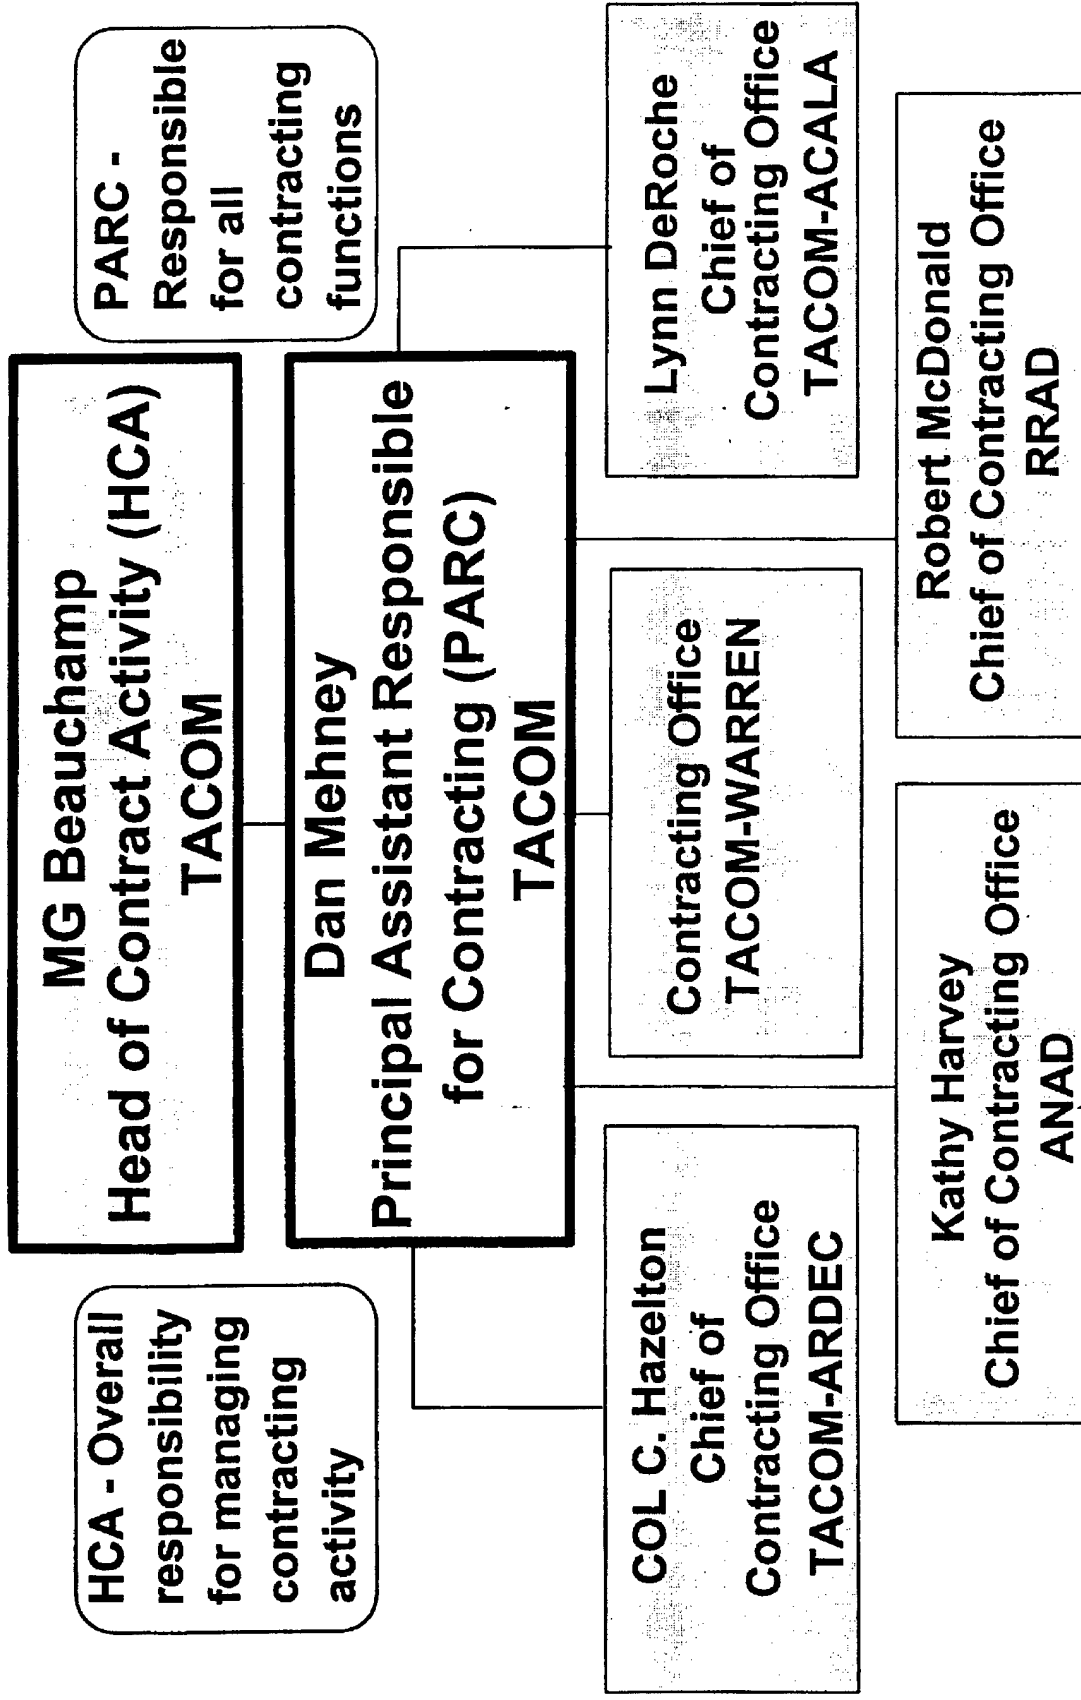 HCA - Overall
responsibility
for managing
contracting
activity
MG Beauchamp
Head of Contract Activity (HCA)
TACOM
PARC -
Responsible
for all
contracting
functions
Dan Mehney
Principal Assistant Responsible
for Contracting (PARC)
TACOM
COL C. Hazelton
Chief of
Contracting Office
TACOM-ARDEC
Contracting Office
TACOM-WARREN
Lynn DeRoche
Chief of
Contracting Office
TACOM-ACALA
Kathy Harvey
Chief of Contracting Office
ANAD
Robert McDonald
Chief of Contracting Office
RRAD